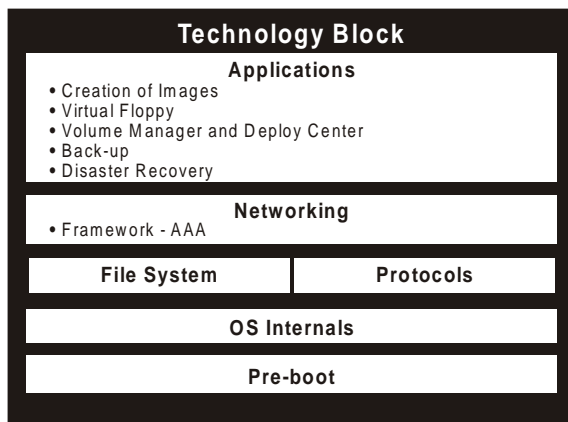 Technology Block
Applications
• Creation of Images
• Virtual Floppy
• Volume Manager and Deploy Center
• Back-up
• Disaster Recovery
Networking
• Framework - AAA
File System
Protocols
OS Internals
Pre-boot